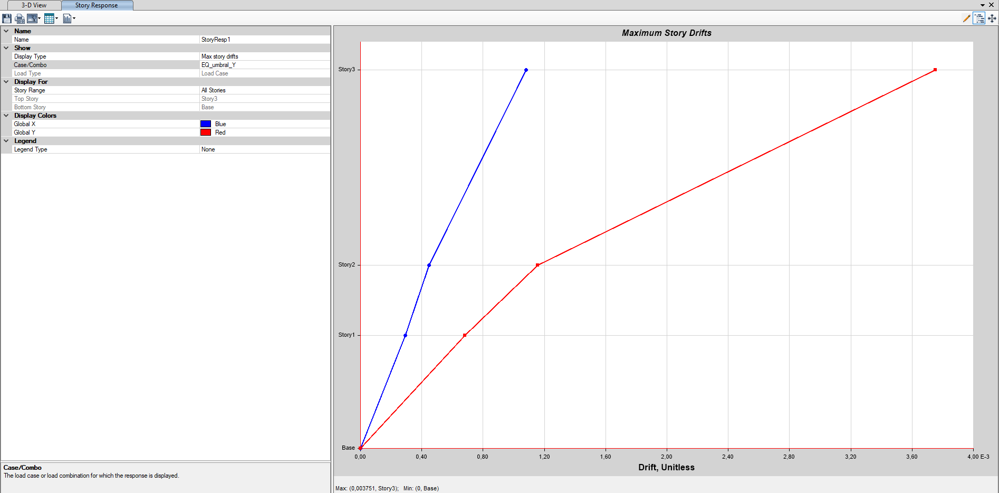 3-D View Story Response
Name
Name StoryResp1
Show
Display Type Max story drifts
Case/Combo EQ_umbral_Y
Load Type Load Case
Display For
Story Range All Stories
Top Story Story3
Bottom Story Base
Display Colors
Global X Blue
Global Y Red
Legend
Legend Type None
Case/Combo
The load case or load combination for which the response is displayed.
Maximum Story Drifts
Story3
Story2
Story1
Base
0,00 0,40 0,80 1,20 1,60 2,00 2,40 2,80 3,20 3,60 4,00 E-3
Drift, Unitless
Max: (0,003751, Story3); Min: (0, Base)